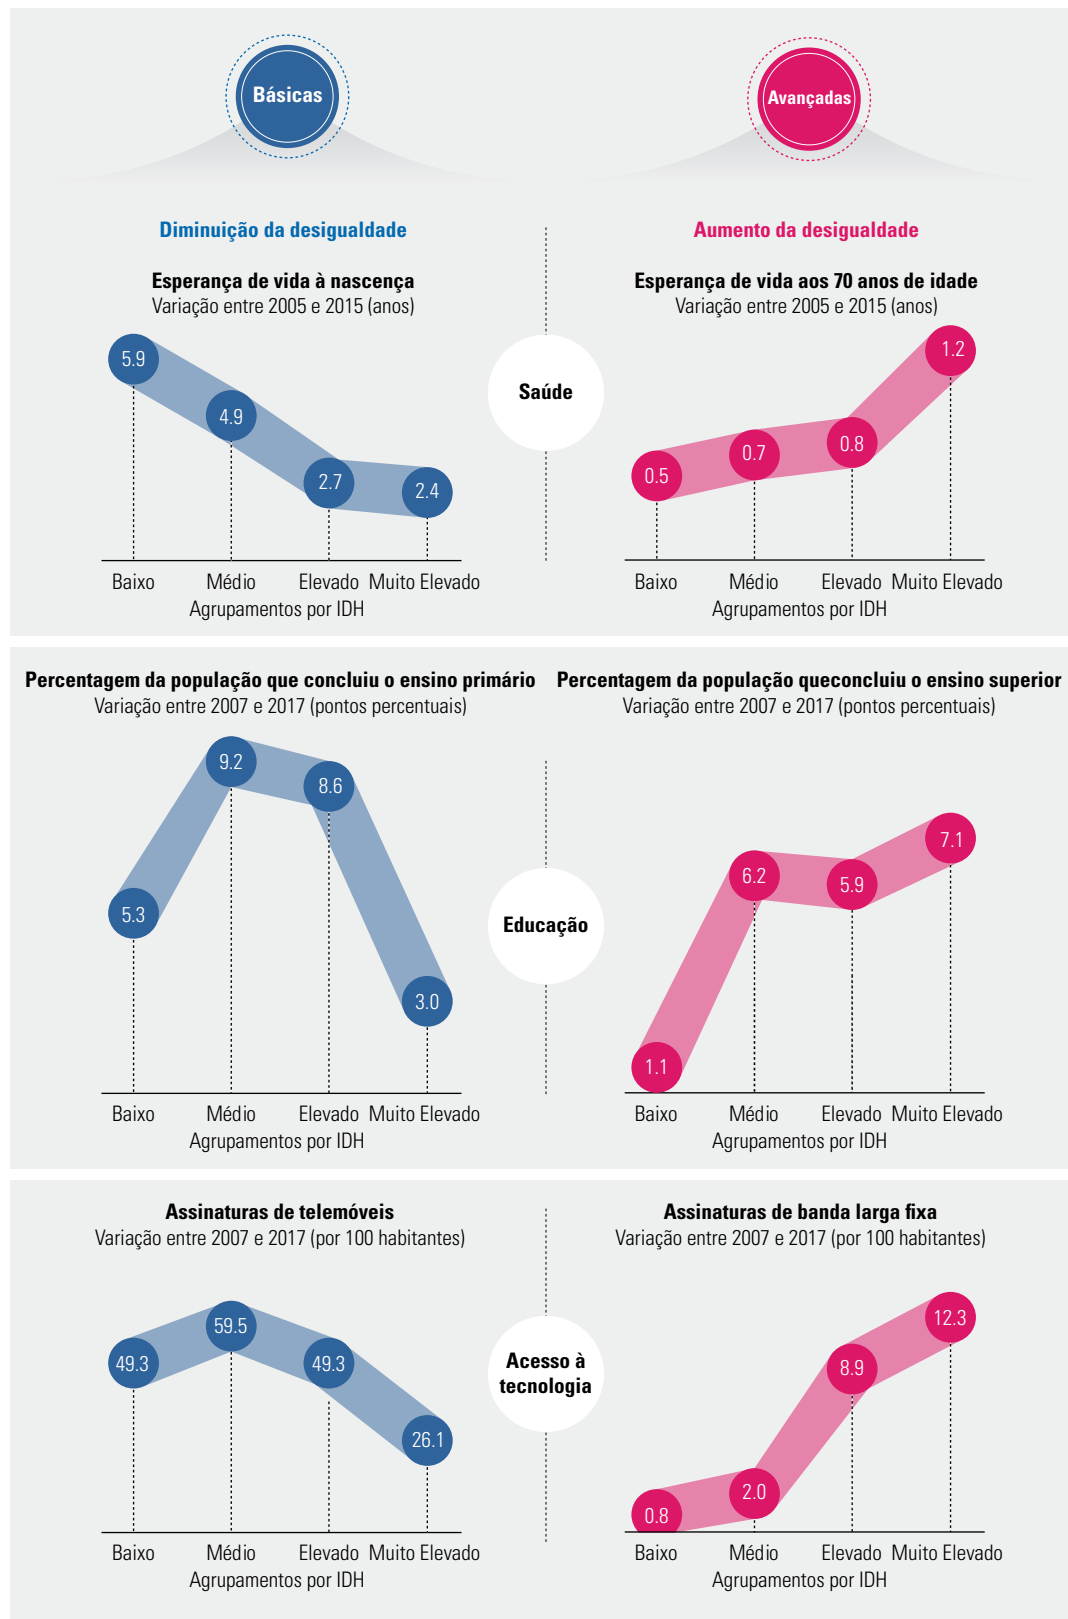 Básicas
Avançadas
Diminuição da desigualdade
Aumento da desigualdade
Esperança de vida à nascença
Variação entre 2005 e 2015 (anos)
5.9
4.9
2.7
2.4
Baixo Médio Elevado Muito Elevado
Agrupamentos por IDH
Saúde
Esperança de vida aos 70 anos de idade
Variação entre 2005 e 2015 (anos)
0.5
0.7
0.8
1.2
Baixo Médio Elevado Muito Elevado
Agrupamentos por IDH
Percentagem da população que concluiu o ensino primário
Variação entre 2007 e 2017 (pontos percentuais)
5.3
9.2
8.6
3.0
Baixo Médio Elevado Muito Elevado
Agrupamentos por IDH
Educação
Percentagem da população queconcluiu o ensino superior
Variação entre 2007 e 2017 (pontos percentuais)
1.1
6.2
5.9
7.1
Baixo Médio Elevado Muito Elevado
Agrupamentos por IDH
Assinaturas de telemóveis
Variação entre 2007 e 2017 (por 100 habitantes)
49.3
59.5
49.3
26.1
Baixo Médio Elevado Muito Elevado
Agrupamentos por IDH
Acesso à
tecnologia
Assinaturas de banda larga fixa
Variação entre 2007 e 2017 (por 100 habitantes)
0.8
2.0
8.9
12.3
Baixo Médio Elevado Muito Elevado
Agrupamentos por IDH